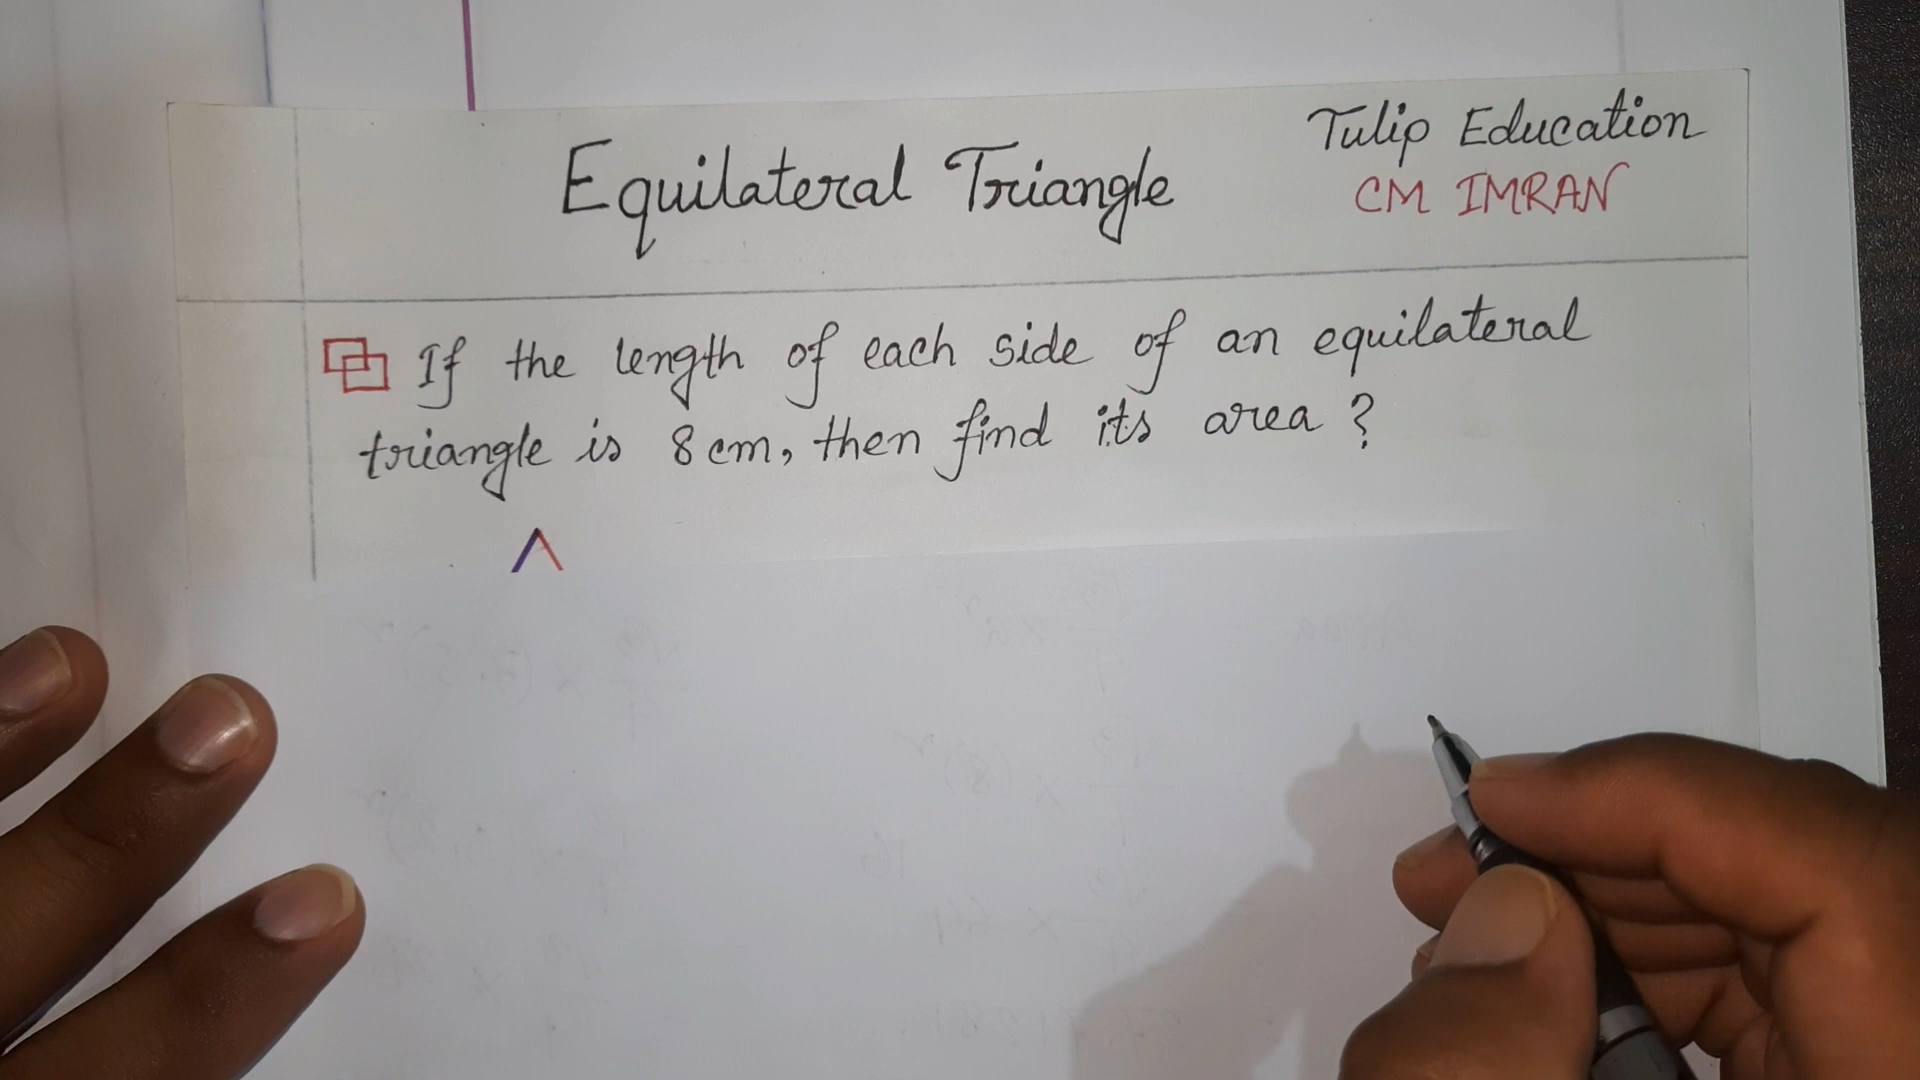 Equilateral Triangle
Tulip Education
CM IMRAN
If the length of each side of an equilateral
triangle is 8 cm, then find its area ?